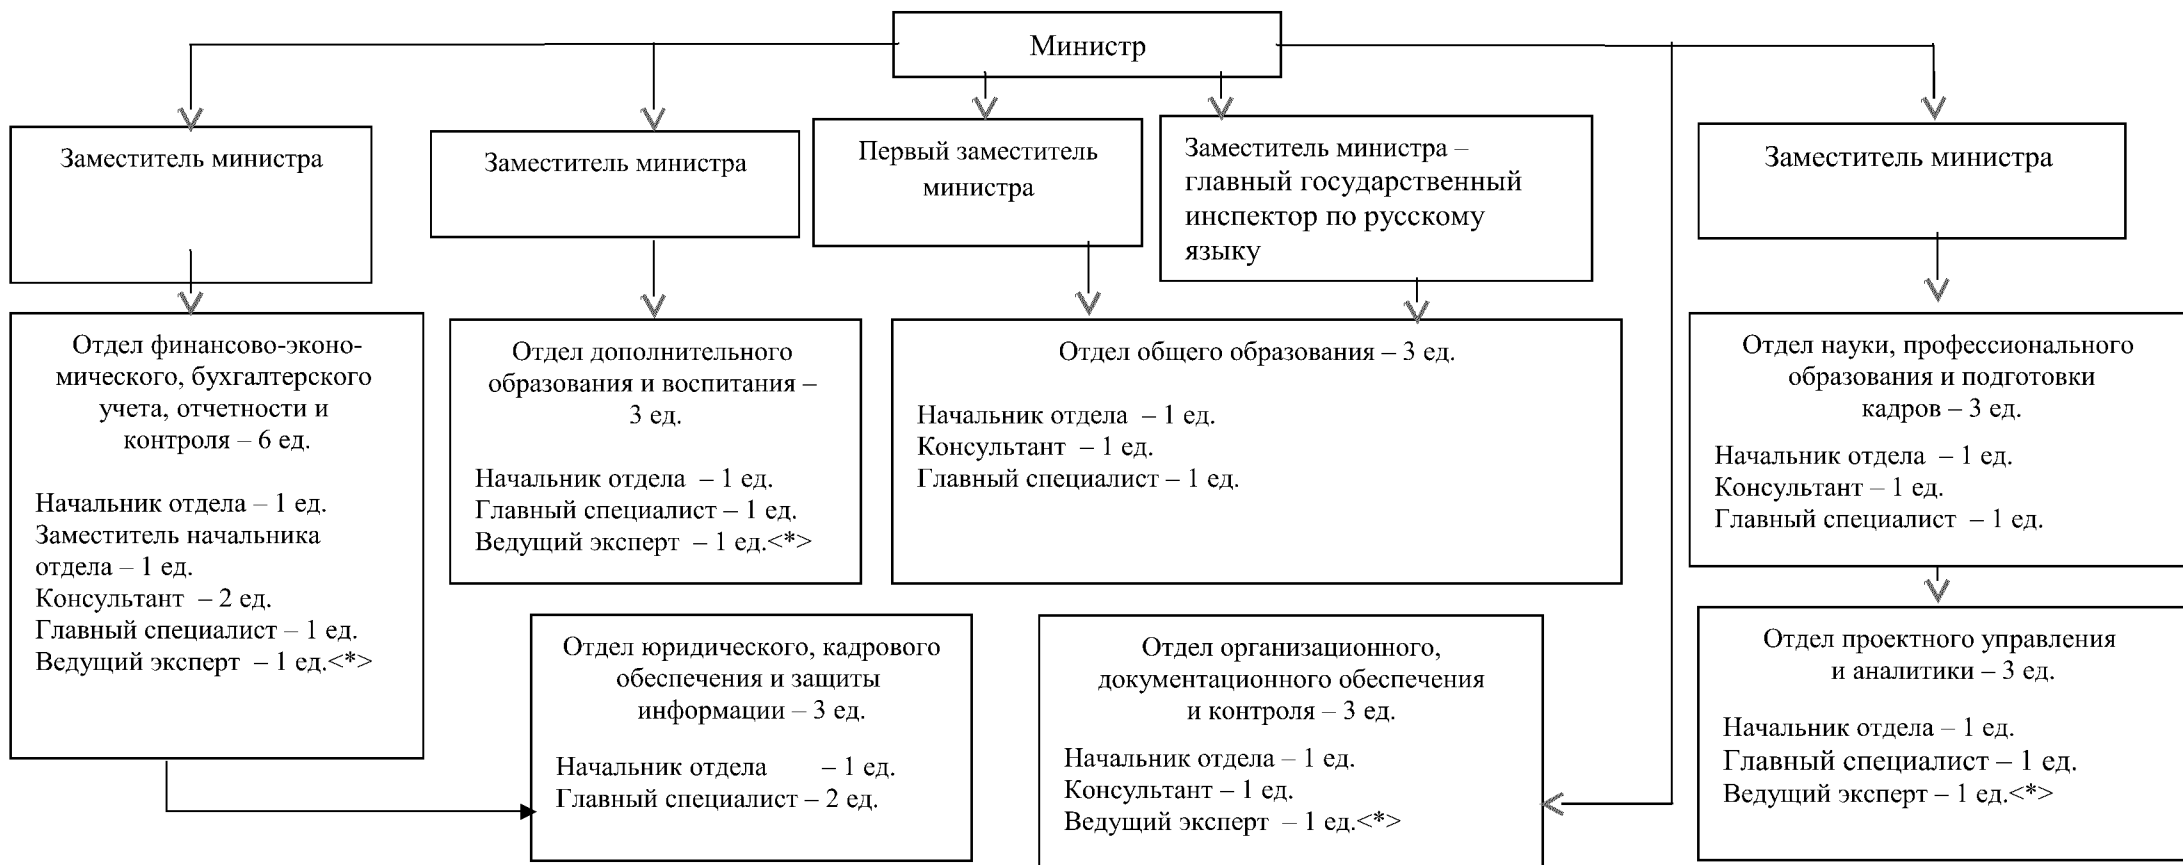 Министр
Заместитель министра
Заместитель министра
Первый заместитель
министра
Заместитель министра –
главный государственный
инспектор по русскому
языку
Заместитель министра
Отдел финансово-эконо-
мического, бухгалтерского
учета, отчетности и
контроля – 6 ед.
Начальник отдела – 1 ед.
Заместитель начальника
отдела – 1 ед.
Консультант – 2 ед.
Главный специалист – 1 ед.
Ведущий эксперт – 1 ед.<*>
Отдел дополнительного
образования и воспитания –
3 ед.
Начальник отдела – 1 ед.
Главный специалист – 1 ед.
Ведущий эксперт – 1 ед.<*>
Отдел общего образования – 3 ед.
Начальник отдела – 1 ед.
Консультант – 1 ед.
Главный специалист – 1 ед.
Отдел науки, профессионального
образования и подготовки
кадров – 3 ед.
Начальник отдела – 1 ед.
Консультант – 1 ед.
Главный специалист – 1 ед.
Отдел юридического, кадрового
обеспечения и защиты
информации – 3 ед.
Начальник отдела – 1 ед.
Главный специалист – 2 ед.
Отдел организационного,
документационного обеспечения
и контроля – 3 ед.
Начальник отдела – 1 ед.
Консультант – 1 ед.
Ведущий эксперт – 1 ед.<*>
Отдел проектного управления
и аналитики – 3 ед.
Начальник отдела – 1 ед.
Главный специалист – 1 ед.
Ведущий эксперт – 1 ед.<*>